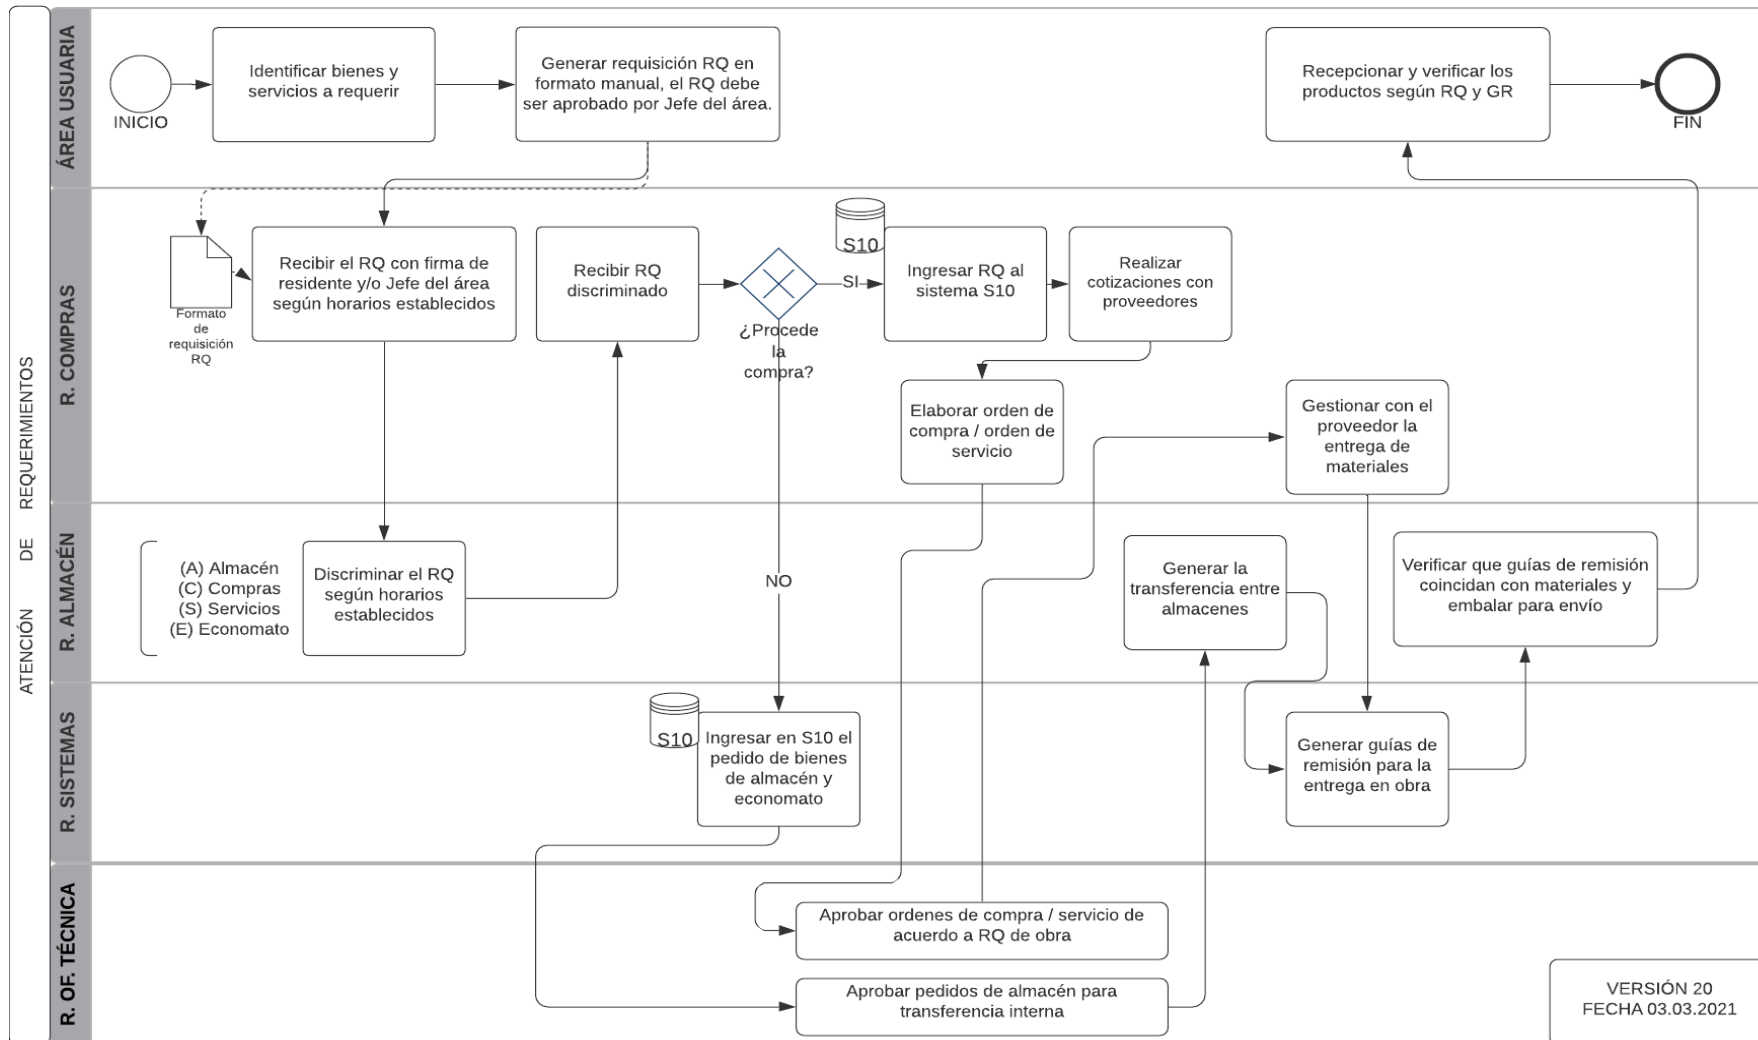 ATENCIÓN DE REQUERIMIENTOS
ÁREA USUARIA
INICIO
Identificar bienes y
servicios a requerir
Generar requisición RQ en
formato manual, el RQ debe
ser aprobado por Jefe del área.
Recepcionar y verificar los
productos según RQ y GR
FIN
R. COMPRAS
Formato
de
requisición
RQ
Recibir el RQ con firma de
residente y/o Jefe del área
según horarios establecidos
Recibir RQ
discriminado
¿Procede
la
compra?
SI
S10
Ingresar RQ al
sistema S10
Realizar
cotizaciones con
proveedores
Elaborar orden de
compra / orden de
servicio
Gestionar con el
proveedor la
entrega de
materiales
R. ALMACÉN
(A) Almacén
(C) Compras
(S) Servicios
(E) Economato
Discriminar el RQ
según horarios
establecidos
NO
Generar la
transferencia entre
almacenes
Verificar que guías de remisión
coincidan con materiales y
embalar para envío
R. SISTEMAS
S10
Ingresar en S10 el
pedido de bienes
de almacén y
economato
Generar guías de
remisión para la
entrega en obra
R. OF. TÉCNICA
Aprobar ordenes de compra / servicio de
acuerdo a RQ de obra
Aprobar pedidos de almacén para
transferencia interna
VERSIÓN 20
FECHA 03.03.2021